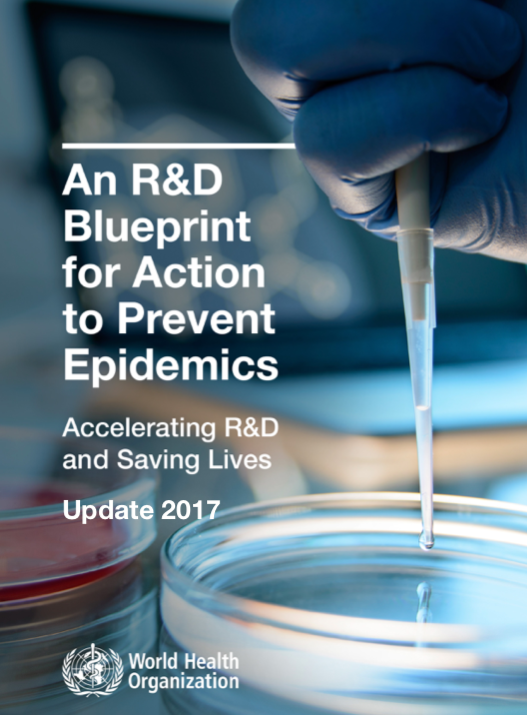 An R&D
Blueprint
for Action
to Prevent
Epidemics
Accelerating R&D
and Saving Lives
Update 2017
World Health
Organization